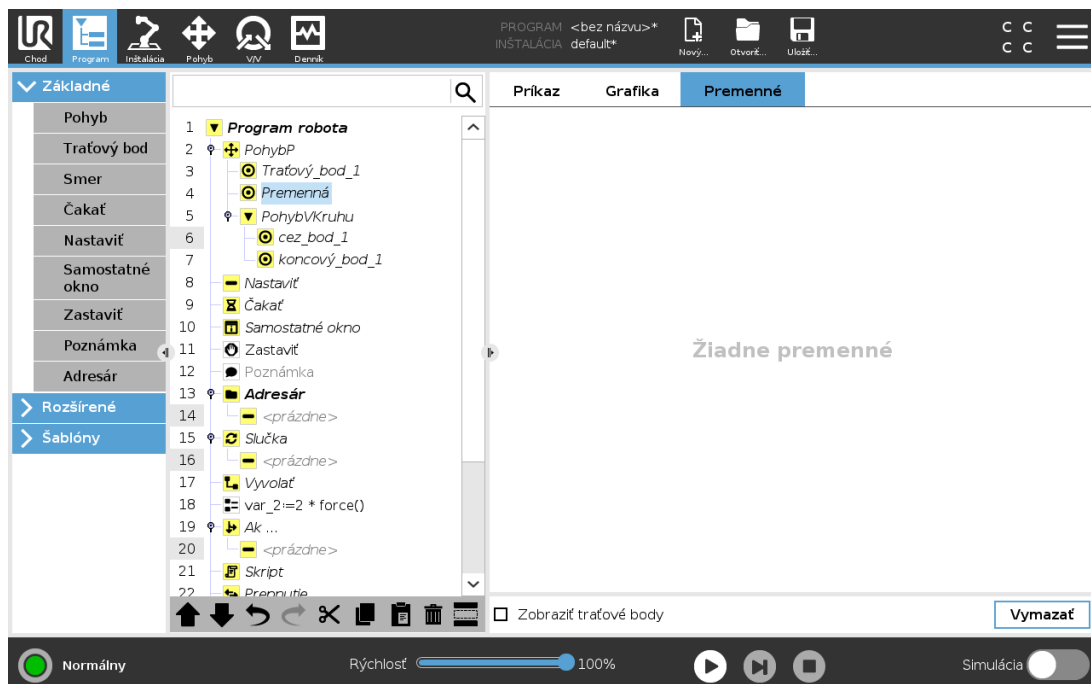 PROGRAM <bez názvu>*
INŠTALÁCIA default*
UR
Chod
Program
Inštalácia
Pohyb
V/V
Denník
Nový...
Otvoriť...
Uložiť...
C C
C C
Základné
Pohyb
Traťový bod
Smer
Čakať
Nastaviť
Samostatné
okno
Zastaviť
Poznámka
Adresár
Rozšírené
Šablóny
1 Program robota
2 PohybP
3 Traťový_bod_1
4 Premenná
5 PohybVKruhu
6 cez_bod_1
7 koncový_bod_1
8 Nastaviť
9 Čakať
10 Samostatné okno
11 Zastaviť
12 Poznámka
13 Adresár
14 <prázdne>
15 Slučka
16 <prázdne>
17 Vyvolať
18 var_2:=2 * force()
19 Ak ...
20 <prázdne>
21 Skript
22 Prepnutie
Príkaz
Grafika
Premenné
Žiadne premenné
Zobraziť traťové body
Vymazať
Normálny
Rýchlosť
100%
Simulácia